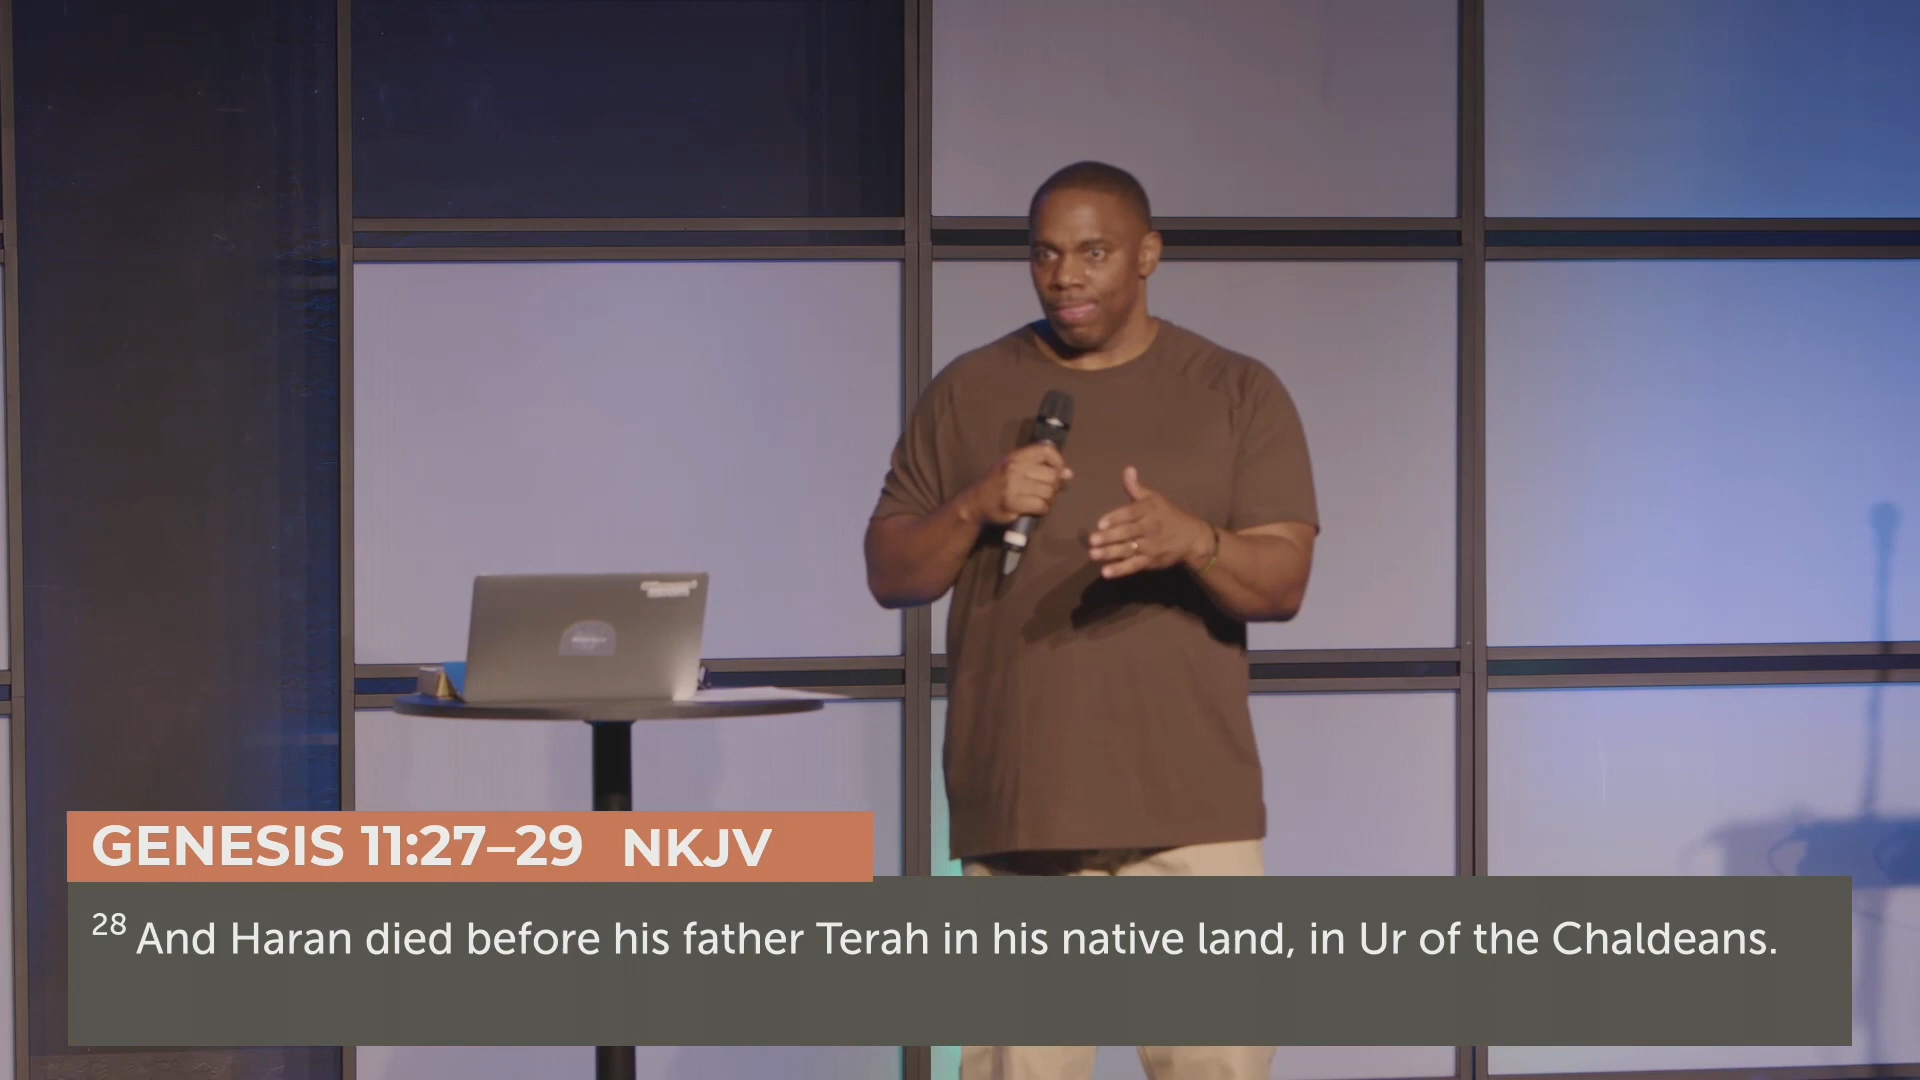 GENESIS 11:27–29 NKJV
28 And Haran died before his father Terah in his native land, in Ur of the Chaldeans.